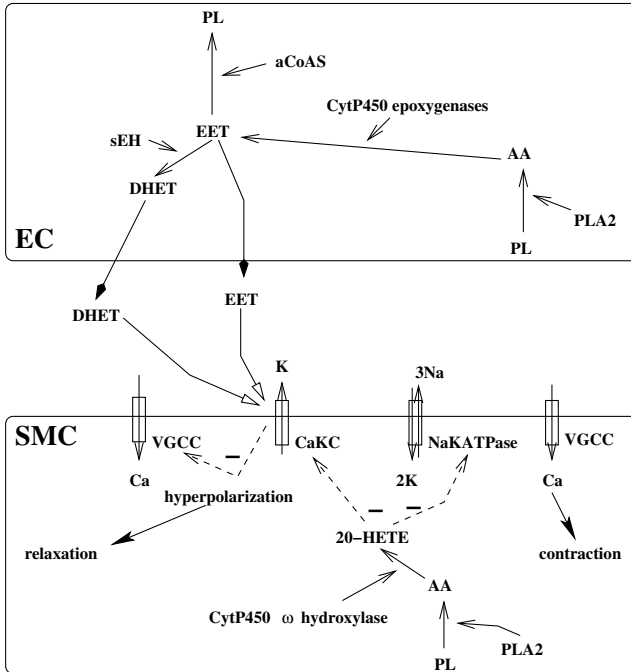 PL
aCoAS
CytP450 epoxygenases
sEH
EET
AA
DHET
PLA2
EC
PL
DHET
EET
K
3Na
SMC
VGCC
CaKC
NaKATPase
VGCC
Ca
2K
Ca
hyperpolarization
relaxation
20−HETE
contraction
AA
CytP450 ω hydroxylase
PLA2
PL